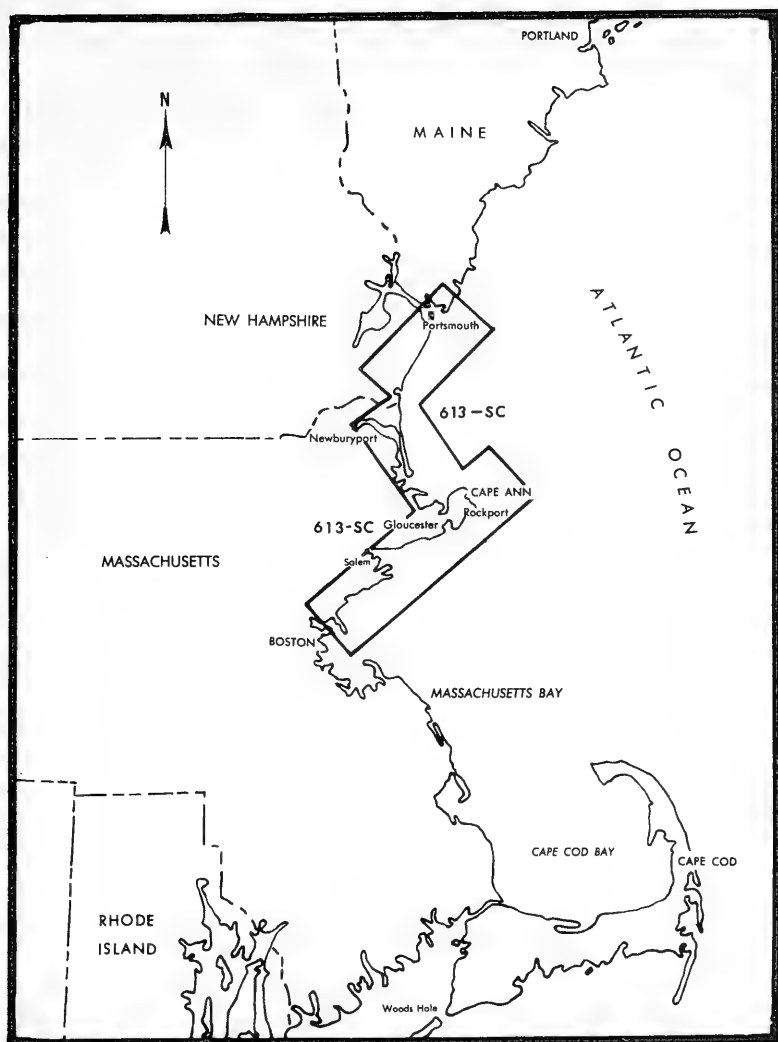 PORTLAND
N
MAINE
NEW HAMPSHIRE
Portsmouth
ATLANTIC OCEAN
613-SC
Newburyport
CAPE ANN
Rockport
Gloucester
613-SC
Salem
MASSACHUSETTS
BOSTON
MASSACHUSETTS BAY
CAPE COD BAY
CAPE COD
RHODE
ISLAND
Woods Hole